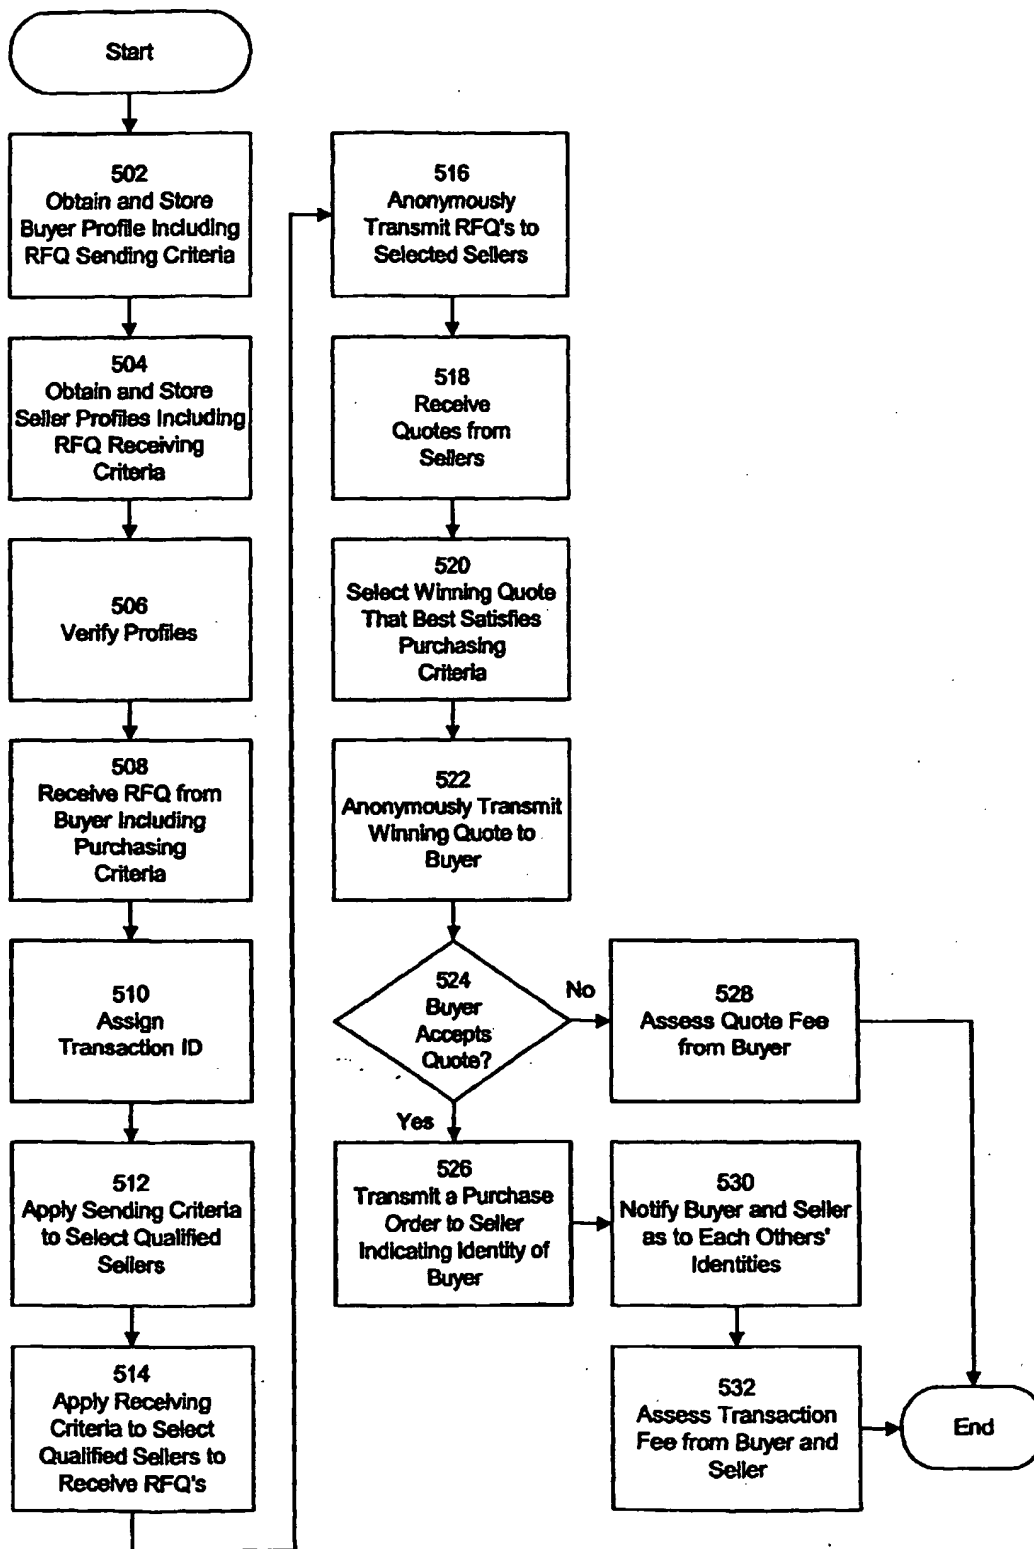 Start
502
Obtain and Store
Buyer Profile Including
RFQ Sending Criteria
504
Obtain and Store
Seller Profiles Including
RFQ Receiving
Criteria
506
Verify Profiles
508
Receive RFQ from
Buyer Including
Purchasing
Criteria
510
Assign
Transaction ID
512
Apply Sending Criteria
to Select Qualified
Sellers
514
Apply Receiving
Criteria to Select
Qualified Sellers to
Receive RFQ's
516
Anonymously
Transmit RFQ's to
Selected Sellers
518
Receive
Quotes from
Sellers
520
Select Winning Quote
That Best Satisfies
Purchasing
Criteria
522
Anonymously Transmit
Winning Quote to
Buyer
524
Buyer
Accepts
Quote?
No
Yes
528
Assess Quote Fee
from Buyer
526
Transmit a Purchase
Order to Seller
Indicating Identity of
Buyer
530
Notify Buyer and Seller
as to Each Others'
Identities
532
Assess Transaction
Fee from Buyer and
Seller
End